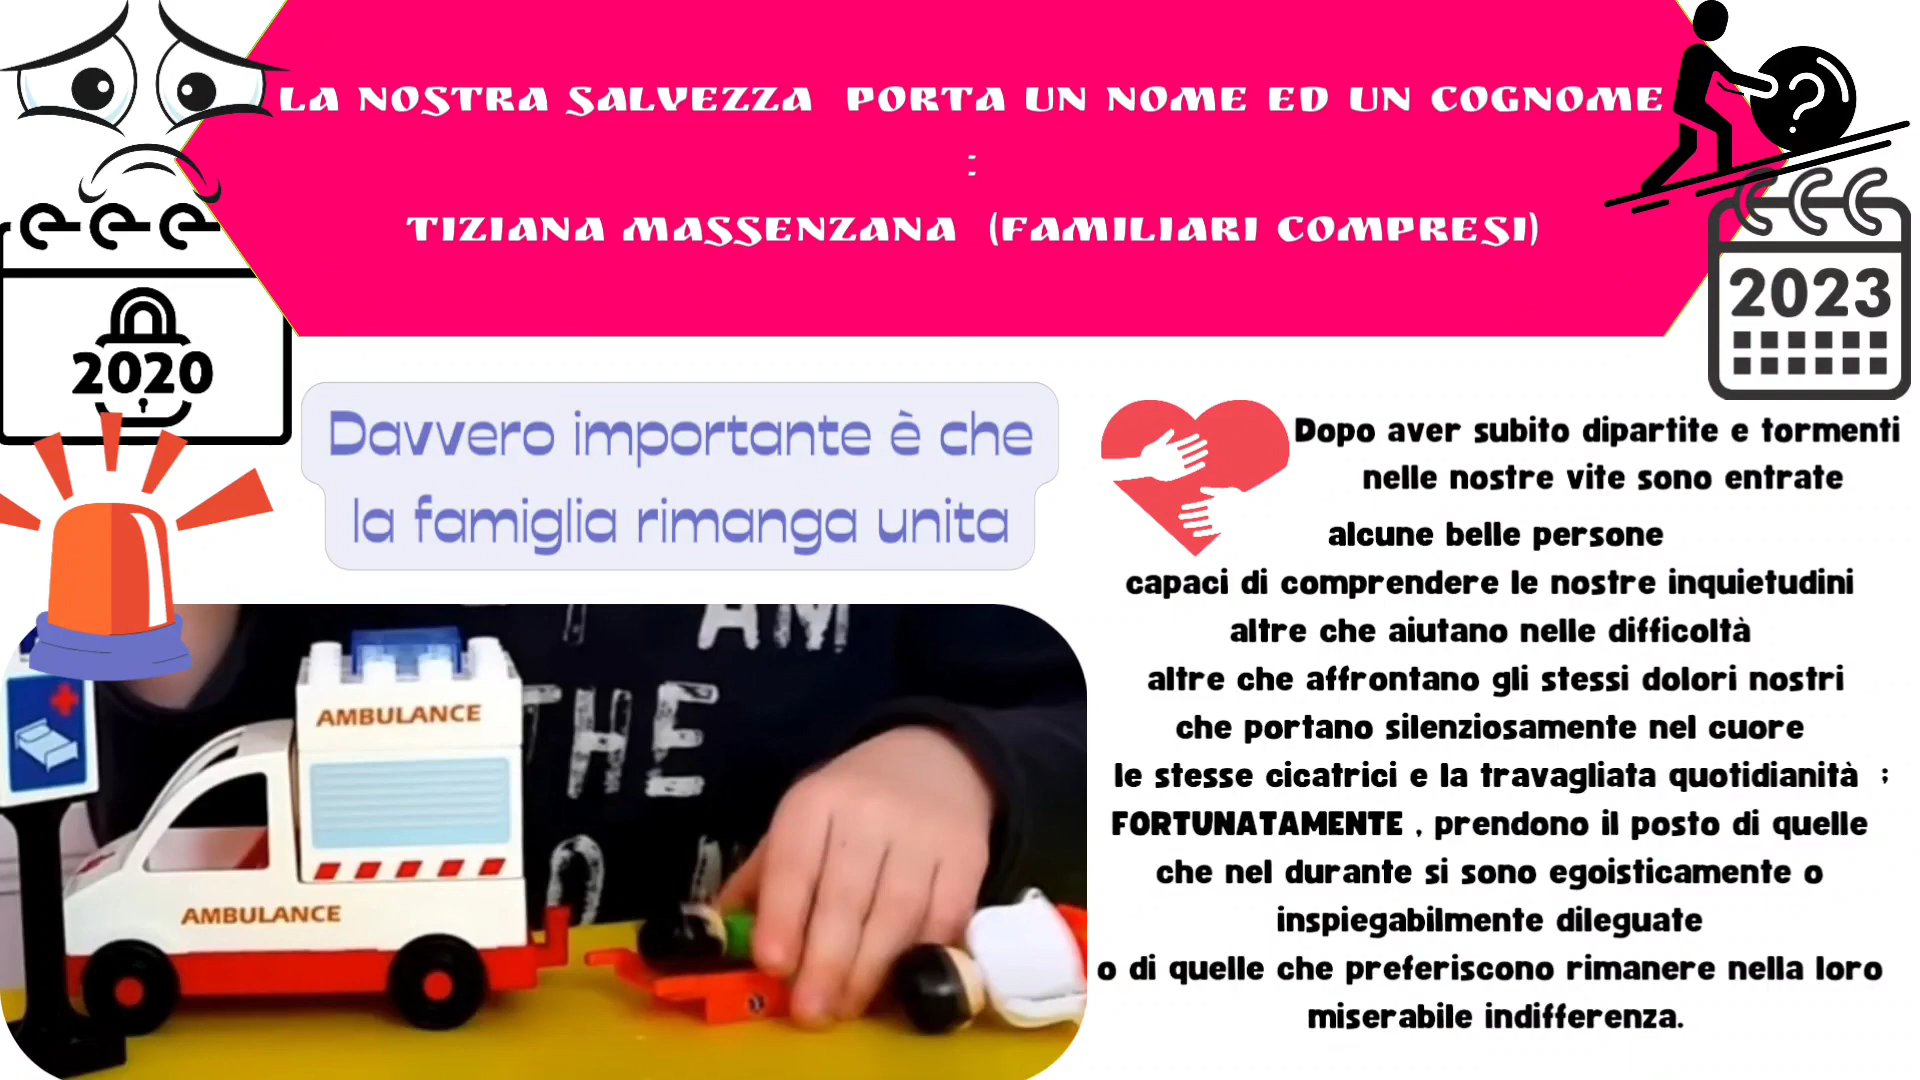 LA NOSTRA SALVEZZA PORTA UN NOME ED UN COGNOME
:
TIZIANA MASSENZANA (FAMILIARI COMPRESI)
?
2020
2023
Davvero importante è che
la famiglia rimanga unita
Dopo aver subito dipartite e tormenti
nelle nostre vite sono entrate
alcune belle persone
capaci di comprendere le nostre inquietudini
altre che aiutano nelle difficoltà
altre che affrontano gli stessi dolori nostri
che portano silenziosamente nel cuore
le stesse cicatrici e la travagliata quotidianità ;
FORTUNATAMENTE , prendono il posto di quelle
che nel durante si sono egoisticamente o
inspiegabilmente dileguate
o di quelle che preferiscono rimanere nella loro
miserabile indifferenza.
I AM
THE
AMBULANCE
AMBULANCE